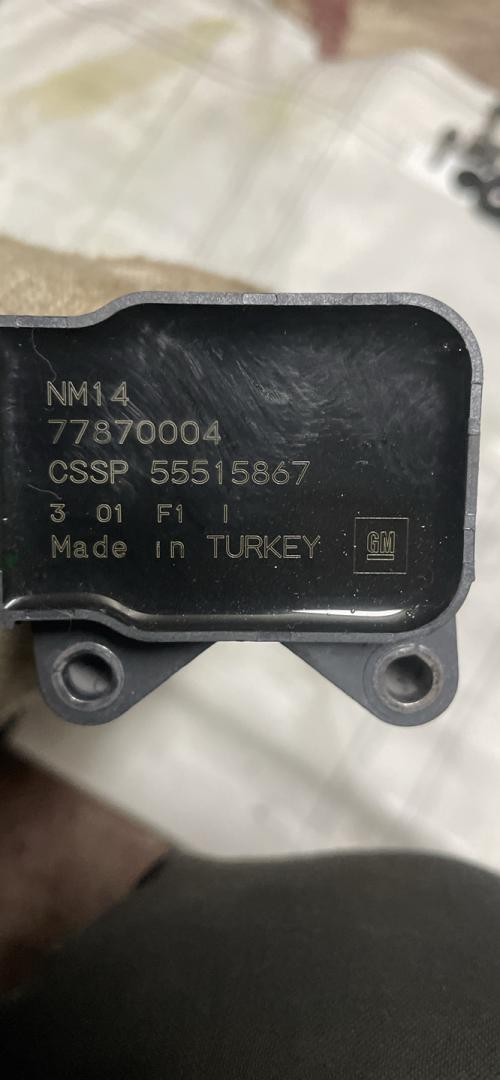 NM14
77870004
CSSP 55515867
3 01 F1 I
Made in TURKEY
GM